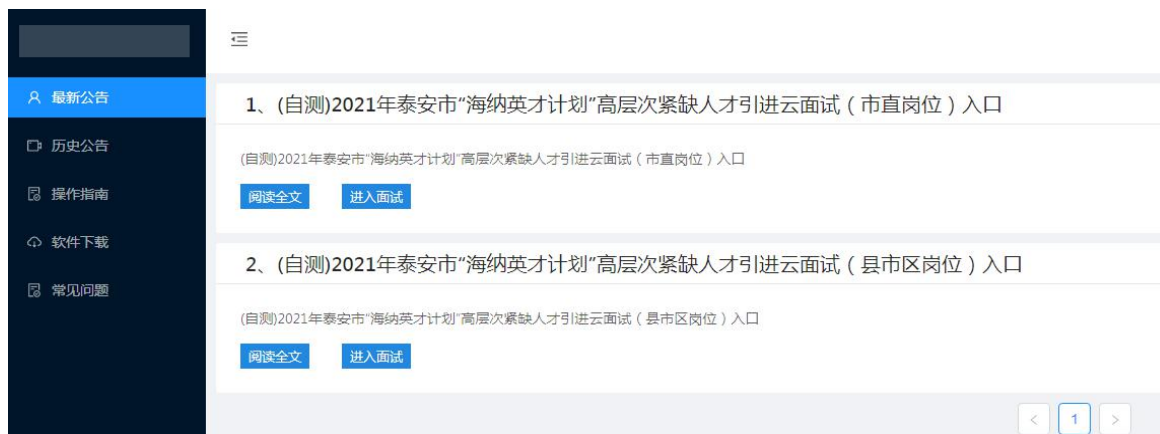 最新公告
历史公告
操作指南
软件下载
常见问题
1、(自测)2021年泰安市“海纳英才计划”高层次紧缺人才引进云面试（市直岗位）入口
(自测)2021年泰安市“海纳英才计划”高层次紧缺人才引进云面试（市直岗位）入口
阅读全文 进入面试
2、(自测)2021年泰安市“海纳英才计划”高层次紧缺人才引进云面试（县市区岗位）入口
(自测)2021年泰安市“海纳英才计划”高层次紧缺人才引进云面试（县市区岗位）入口
阅读全文 进入面试
< 1 >